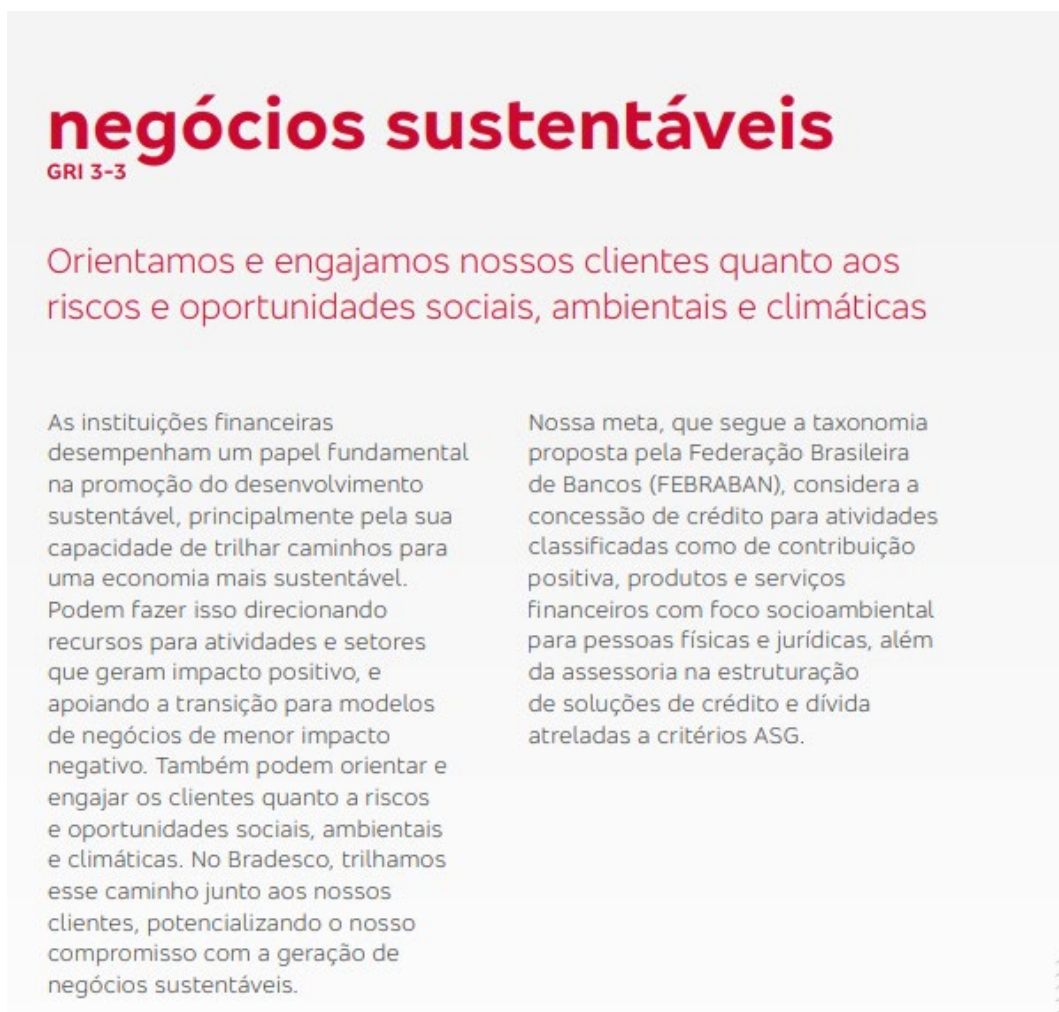 negócios sustentáveis
GRI 3-3
Orientamos e engajamos nossos clientes quanto aos
riscos e oportunidades sociais, ambientais e climáticas
As instituições financeiras
desempenham um papel fundamental
na promoção do desenvolvimento
sustentável, principalmente pela sua
capacidade de trilhar caminhos para
uma economia mais sustentável.
Podem fazer isso direcionando
recursos para atividades e setores
que geram impacto positivo, e
apoiando a transição para modelos
de negócios de menor impacto
negativo. Também podem orientar e
engajar os clientes quanto a riscos
e oportunidades sociais, ambientais
e climáticas. No Bradesco, trilhamos
esse caminho junto aos nossos
clientes, potencializando o nosso
compromisso com a geração de
negócios sustentáveis.
Nossa meta, que segue a taxonomia
proposta pela Federação Brasileira
de Bancos (FEBRABAN), considera a
concessão de crédito para atividades
classificadas como de contribuição
positiva, produtos e serviços
financeiros com foco socioambiental
para pessoas físicas e jurídicas, além
da assessoria na estruturação
de soluções de crédito e dívida
atreladas a critérios ASG.